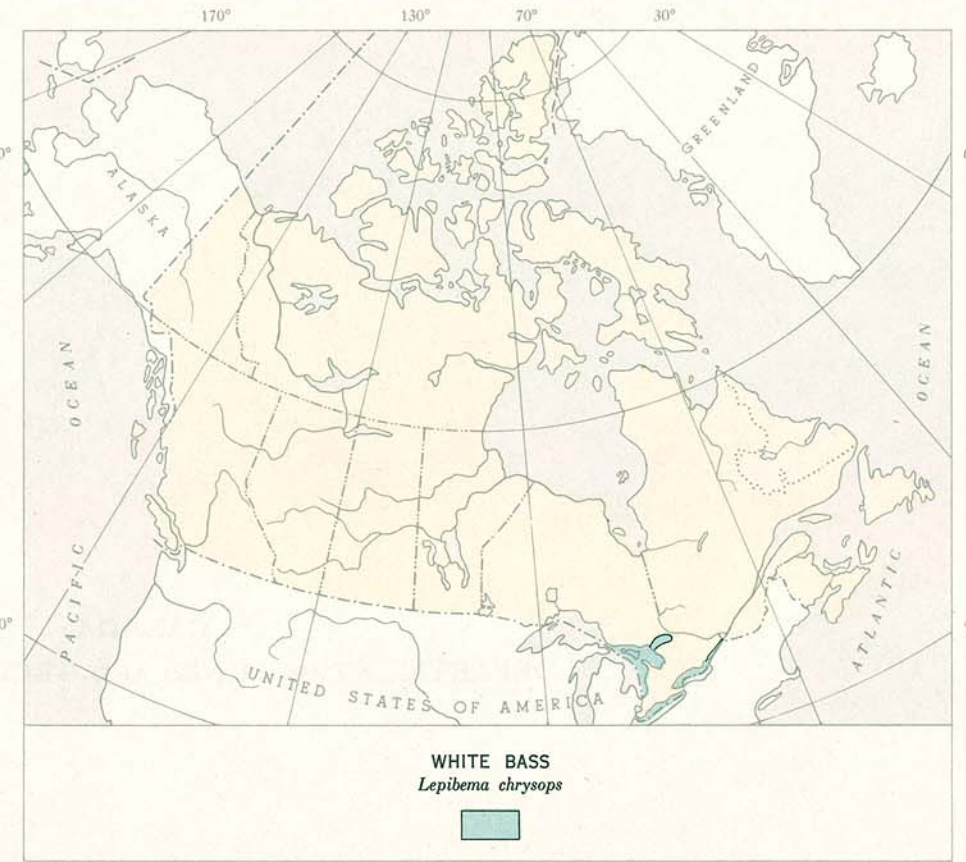 170° 130° 70° 30°
ALASKA
GREENLAND
OCEAN
OCEAN
PACIFIC
ATLANTIC
UNITED STATES OF AMERICA
WHITE BASS
Lepibema chrysops